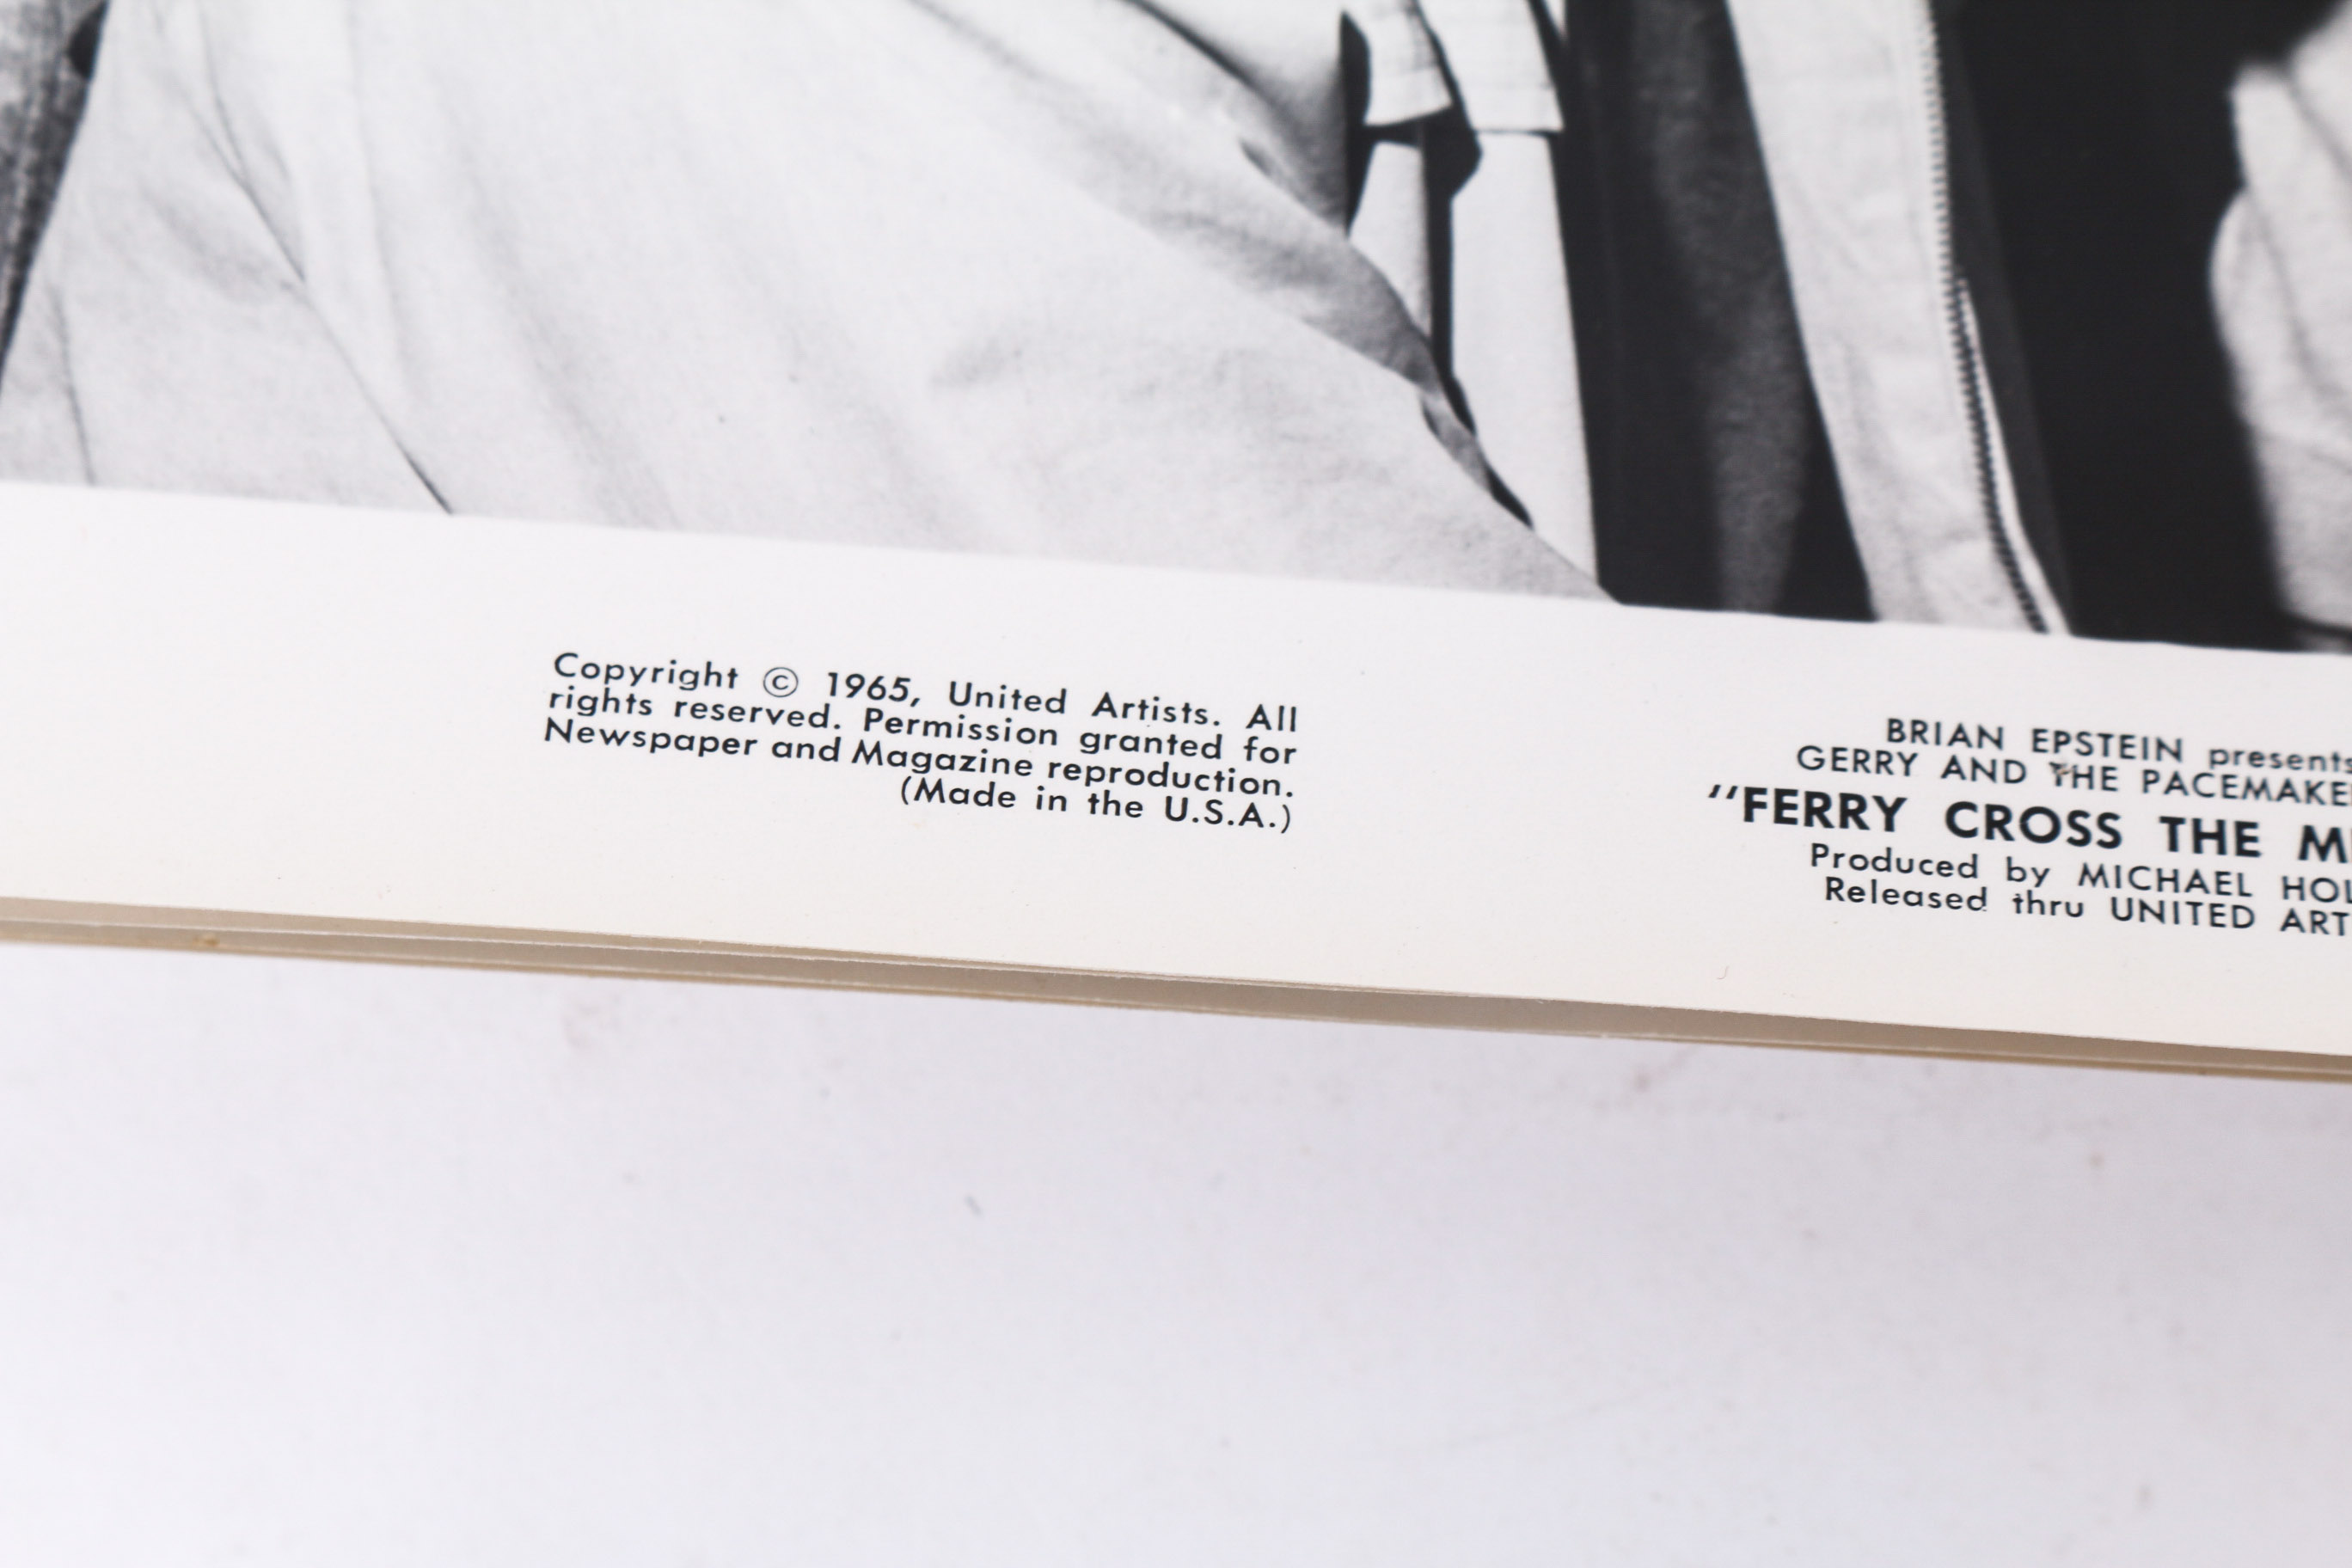 Copyright © 1965, United Artists. All
rights reserved. Permission granted for
Newspaper and Magazine reproduction.
(Made in the U.S.A.)
BRIAN EPSTEIN presents
GERRY AND THE
"FERRY CROSS THE
Produced by MICHAEL
Released thru UNITED